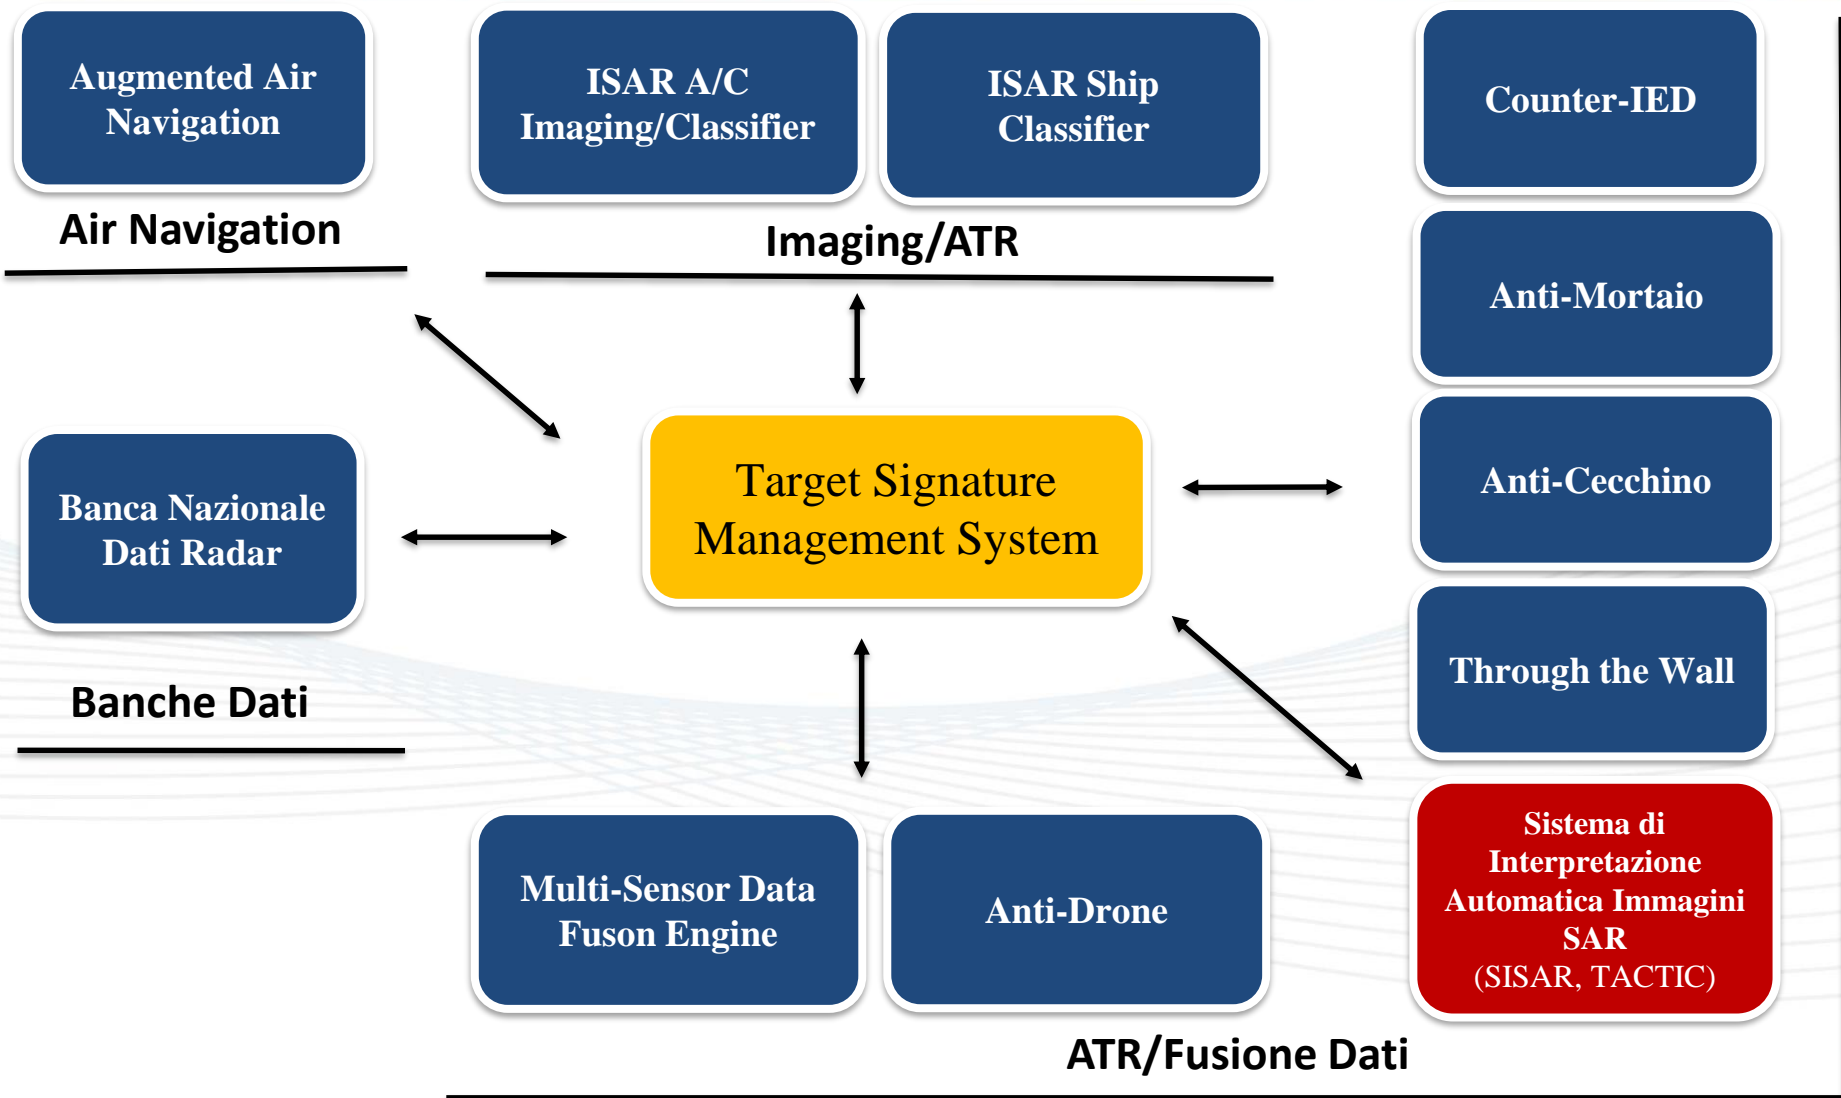 Augmented Air
Navigation
Air Navigation
ISAR A/C
Imaging/Classifier
ISAR Ship
Classifier
Imaging/ATR
Counter-IED
Anti-Mortaio
Anti-Cecchino
Through the Wall
Sistema di
Interpretazione
Automatica Immagini
SAR
(SISAR, TACTIC)
Target Signature
Management System
Banca Nazionale
Dati Radar
Banche Dati
Multi-Sensor Data
Fuson Engine
Anti-Drone
ATR/Fusione Dati